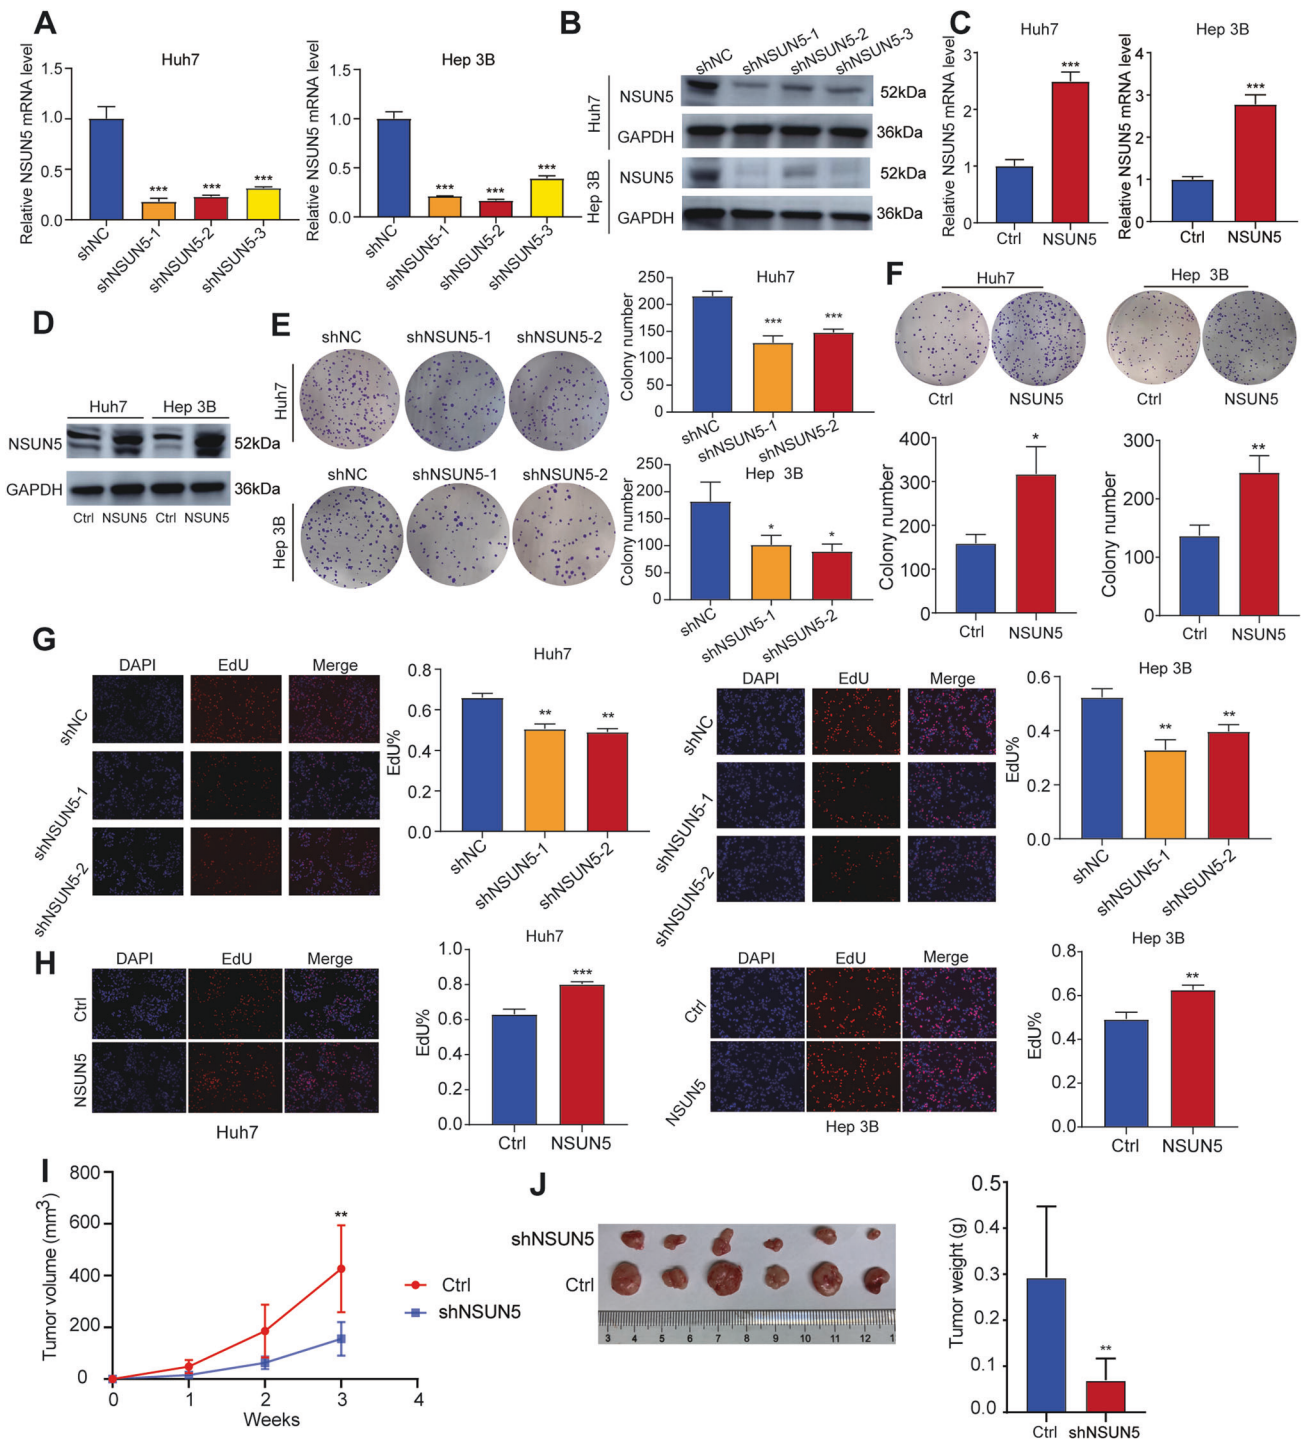 A
Huh7
Relative NSUN5 mRNA level
1.5
1.0
0.5
0.0
***
***
***
shNC
shNSUN5-1
shNSUN5-2
shNSUN5-3
Hep 3B
Relative NSUN5 mRNA level
1.5
1.0
0.5
0.0
***
***
***
shNC
shNSUN5-1
shNSUN5-2
shNSUN5-3
B
shNC
shNSUN5-1
shNSUN5-2
shNSUN5-3
Huh7
NSUN5
52kDa
GAPDH
36kDa
Hep 3B
NSUN5
52kDa
GAPDH
36kDa
C
Huh7
Relative NSUN5 mRNA level
3
2
1
0
***
Ctrl
NSUN5
Hep 3B
Relative NSUN5 mRNA level
4
3
2
1
0
***
Ctrl
NSUN5
D
Huh7
Hep 3B
NSUN5
52kDa
GAPDH
36kDa
Ctrl NSUN5 Ctrl NSUN5
E
shNC
shNSUN5-1
shNSUN5-2
Huh7
shNC
shNSUN5-1
shNSUN5-2
Hep 3B
Huh7
Colony number
250
200
150
100
50
0
***
***
shNC
shNSUN5-1
shNSUN5-2
Hep 3B
Colony number
250
200
150
100
50
0
*
*
shNC
shNSUN5-1
shNSUN5-2
F
Huh7
Hep 3B
Ctrl
NSUN5
Ctrl
NSUN5
Colony number
400
300
200
100
0
*
Ctrl
NSUN5
Colony number
300
200
100
0
**
Ctrl
NSUN5
G
DAPI
EdU
Merge
shNC
shNSUN5-1
shNSUN5-2
Huh7
EdU%
0.8
0.6
0.4
0.2
0.0
**
**
shNC
shNSUN5-1
shNSUN5-2
DAPI
EdU
Merge
shNC
shNSUN5-1
shNSUN5-2
Hep 3B
EdU%
0.6
0.4
0.2
0.0
**
**
shNC
shNSUN5-1
shNSUN5-2
H
DAPI
EdU
Merge
Ctrl
NSUN5
Huh7
Huh7
EdU%
1.0
0.8
0.6
0.4
0.2
0.0
***
Ctrl
NSUN5
DAPI
EdU
Merge
Ctrl
NSUN5
Hep 3B
Hep 3B
EdU%
0.8
0.6
0.4
0.2
0.0
**
Ctrl
NSUN5
I
Tumor volume (mm3)
800
600
400
200
0
**
0 1 2 3 4
Weeks
Ctrl
shNSUN5
J
shNSUN5
Ctrl
3 4 5 6 7 8 9 10 11 12 1
Tumor weight (g)
0.5
0.4
0.3
0.2
0.1
0.0
**
Ctrl
shNSUN5